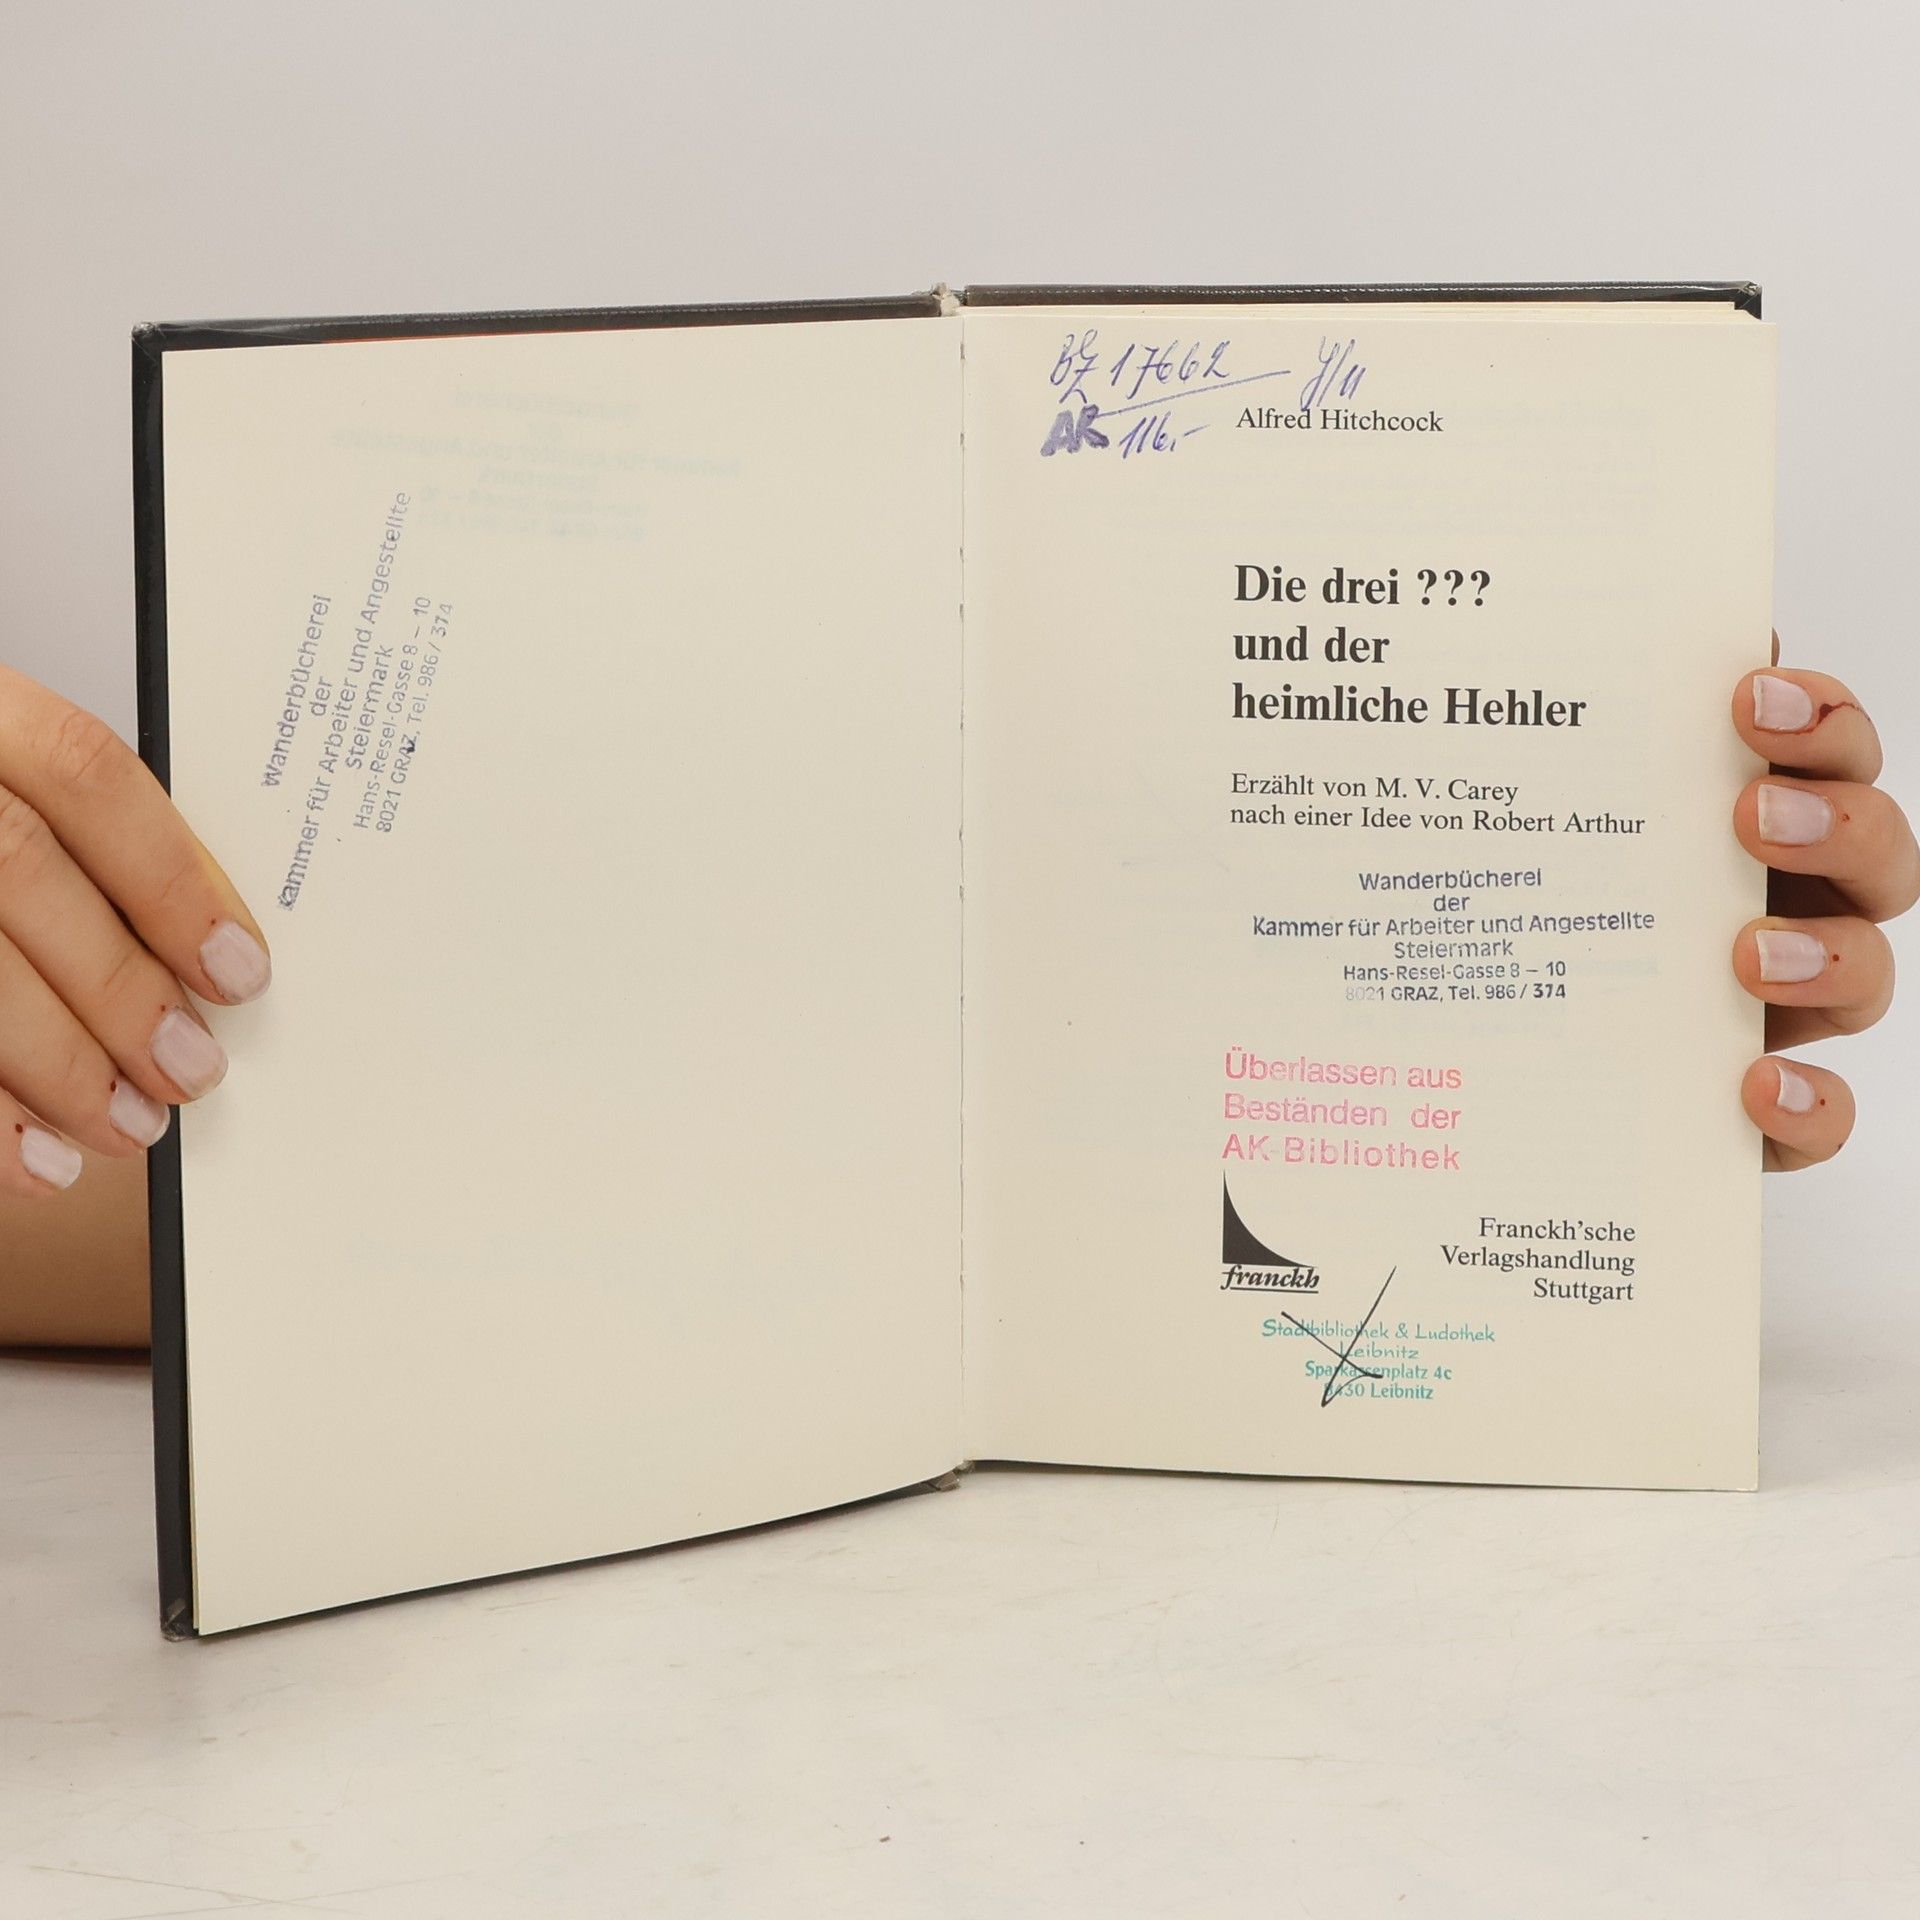 Wanderbücherei
der
Kammer für Arbeiter und Angestellte
Steiermark
Hans-Resel-Gasse 8 – 10
8021 GRAZ, Tel. 986/ 374
BZ 17662
AK 116,-
Alfred Hitchcock
Die drei ???
und der
heimliche Hehler
Erzählt von M. V. Carey
nach einer Idee von Robert Arthur
Wanderbücherei
der
Kammer für Arbeiter und Angestellte
Steiermark
Hans-Resel-Gasse 8 – 10
8021 GRAZ, Tel. 986/ 374
Überlassen aus
Beständen der
AK-Bibliothek
franckh
Franckh’sche
Verlagshandlung
Stuttgart
Stadtbibliothek & Ludothek
Leibnitz
Sparkassenplatz 4c
8430 Leibnitz